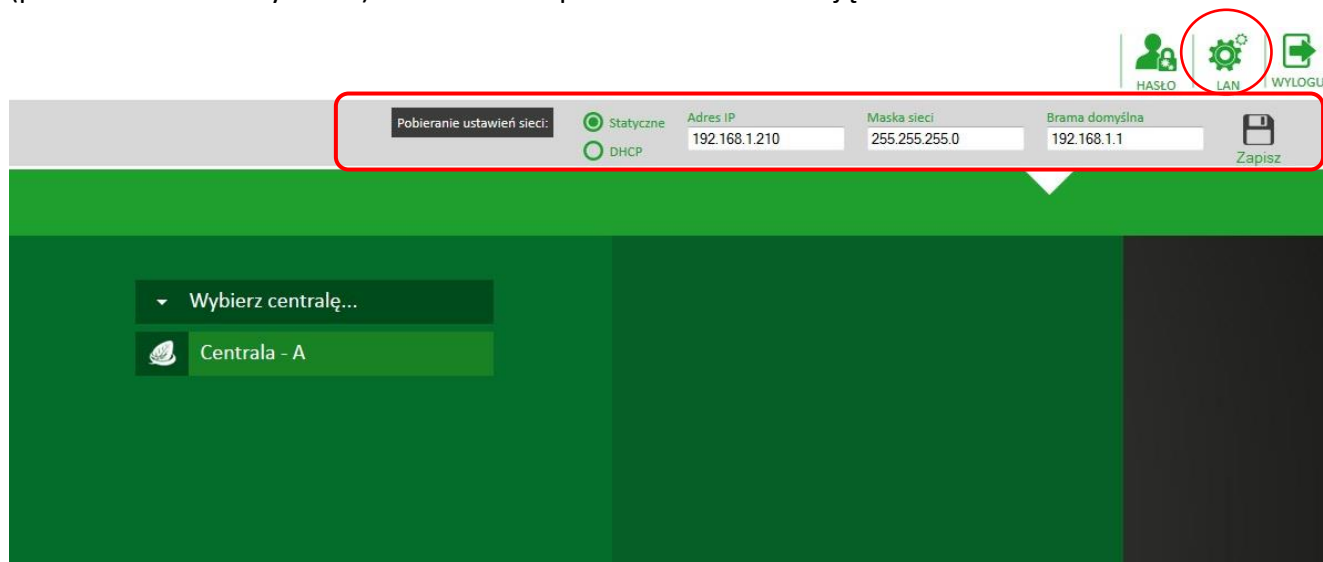 HASŁO LAN WYLOGU
Pobieranie ustawień sieci:
Statyczne
DHCP
Adres IP
192.168.1.210
Maska sieci
255.255.255.0
Brama domyślna
192.168.1.1
Zapisz
Wybierz centralę...
Centrala - A